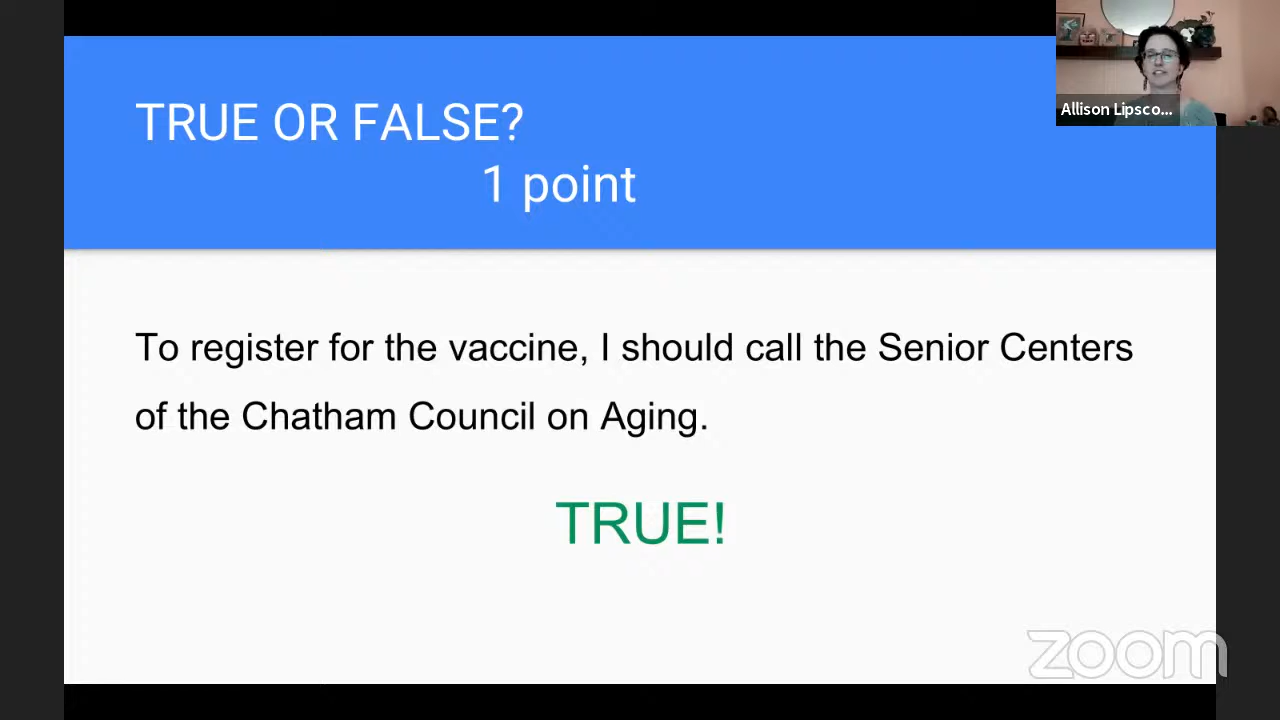 TRUE OR FALSE?
1 point
Allison Lipsco...
To register for the vaccine, I should call the Senior Centers
of the Chatham Council on Aging.
TRUE!
zoom